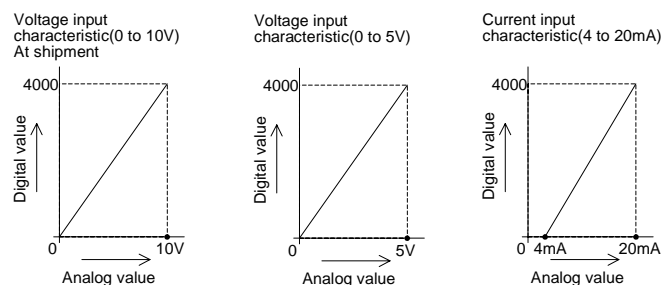 Voltage input
characteristic(0 to 10V)
At shipment
4000
Digital value
0
10V
Analog value
Voltage input
characteristic(0 to 5V)
4000
Digital value
0
5V
Analog value
Current input
characteristic(4 to 20mA)
4000
Digital value
0
4mA
20mA
Analog value